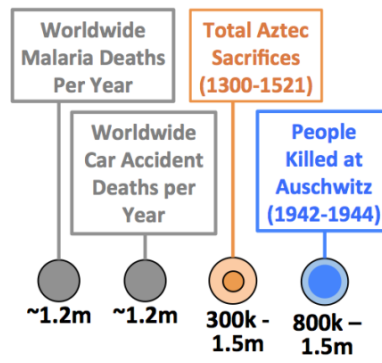 Worldwide
Malaria Deaths
Per Year
Total Aztec
Sacrifices
(1300-1521)
Worldwide
Car Accident
Deaths per
Year
People
Killed at
Auschwitz
(1942-1944)
~1.2m
~1.2m
300k -
1.5m
800k –
1.5m